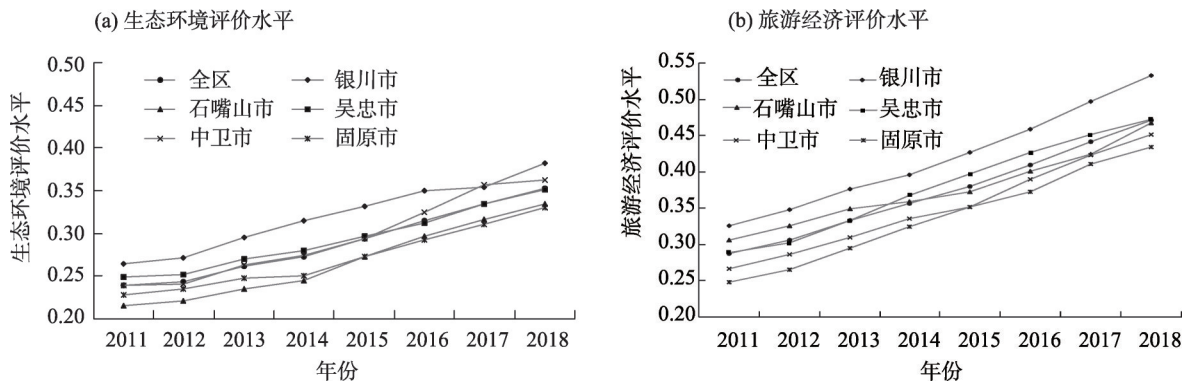 (a) 生态环境评价水平
生态环境评价水平
0.50
0.45
0.40
0.35
0.30
0.25
0.20
全区
银川市
石嘴山市
吴忠市
中卫市
固原市
2011 2012 2013 2014 2015 2016 2017 2018
年份
(b) 旅游经济评价水平
旅游经济评价水平
0.55
0.50
0.45
0.40
0.35
0.30
0.25
0.20
全区
银川市
石嘴山市
吴忠市
中卫市
固原市
2011 2012 2013 2014 2015 2016 2017 2018
年份